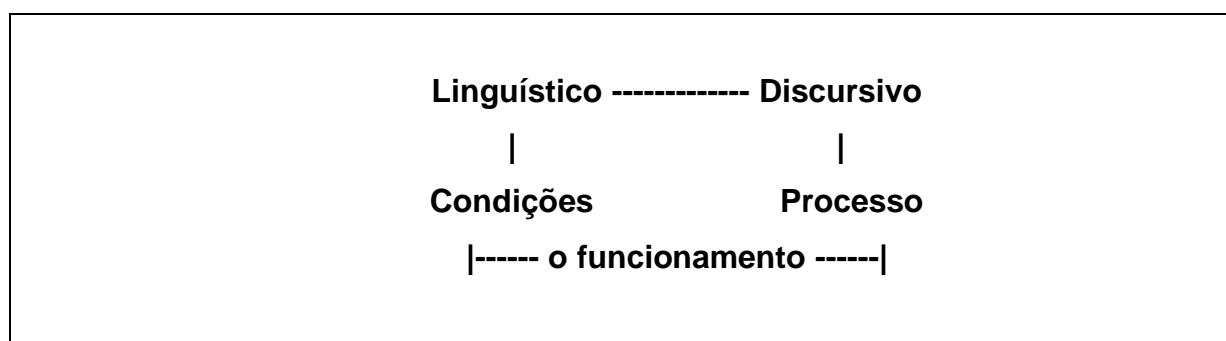 Linguístico ------------- Discursivo
| |
Condições Processo
|------ o funcionamento ------|